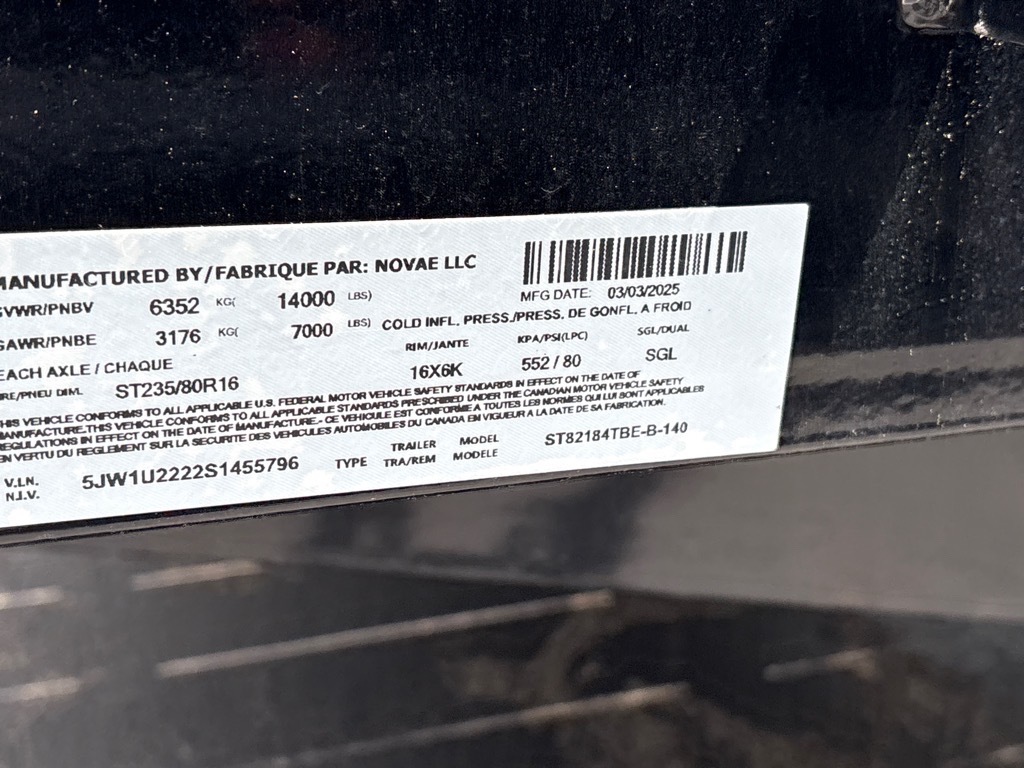 MANUFACTURED BY/FABRIQUE PAR: NOVAE LLC
MFG DATE: 03/03/2025
GVWR/PNBV 6352 KG( 14000 LBS)
GAWR/PNBE 3176 KG( 7000 LBS)
COLD INFL. PRESS./PRESS. DE GONFL. A FROID
EACH AXLE / CHAQUE
RIM/JANTE KPA/PSI(LPC) SGL/DUAL
TIRE/PNEU DIM. ST235/80R16 16X6K 552 / 80 SGL
THIS VEHICLE CONFORMS TO ALL APPLICABLE U.S. FEDERAL MOTOR VEHICLE SAFETY STANDARDS IN EFFECT ON THE DATE OF
MANUFACTURE.THIS VEHICLE CONFORMS TO ALL APPLICABLE STANDARDS PRESCRIBED UNDER THE CANADIAN MOTOR VEHICLE SAFETY
REGULATIONS IN EFFECT ON THE DATE OF MANUFACTURE.- CE VEHICULE EST CONFORME A TOUTES LES NORMES QUI LUI SONT APPLICABLES
EN VERTU DU REGLEMENT SUR LA SECURITE DES VEHICULES AUTOMOBILES DU CANADA EN VIGUEUR A LA DATE DE SA FABRICATION.
V.I.N. 5JW1U2222S1455796 TYPE TRAILER MODEL ST82184TBE-B-140
N.I.V. TRA/REM MODELE